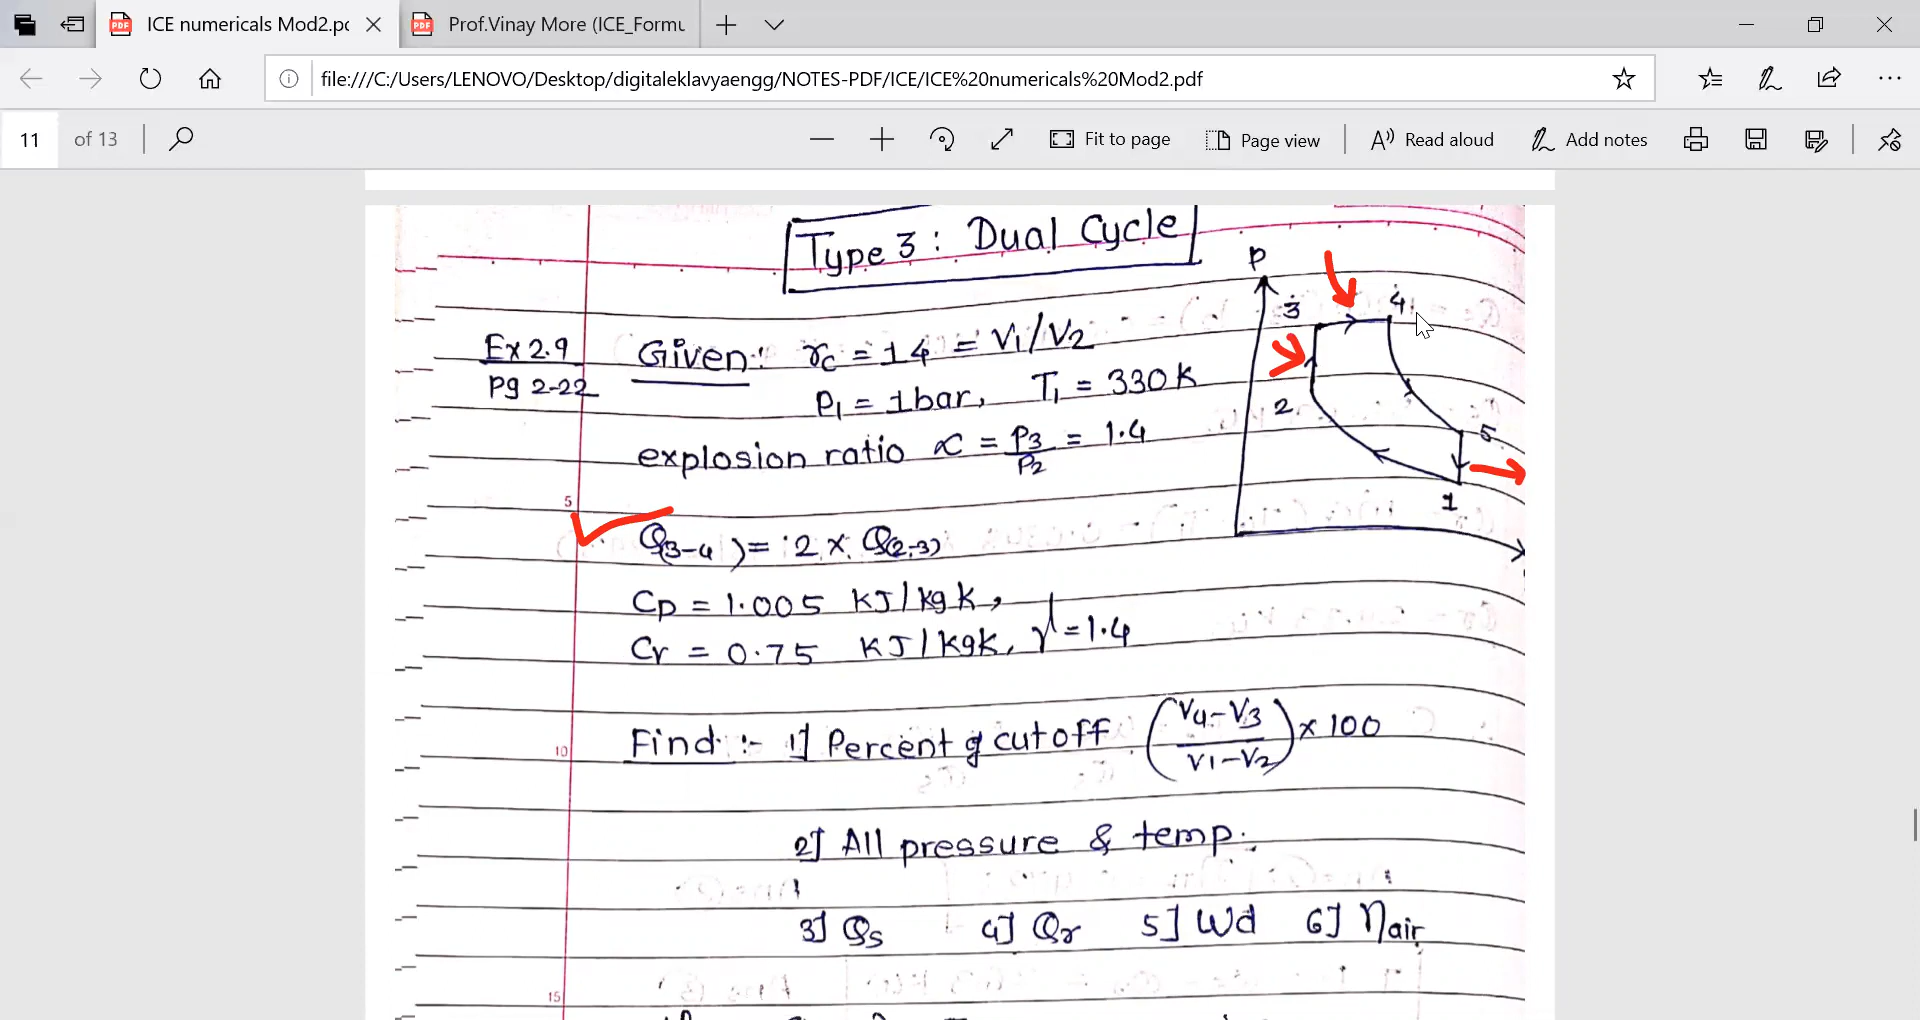 ICE numericals Mod2.pd
Prof.Vinay More (ICE_Formu
file:///C:/Users/LENOVO/Desktop/digitaleklavyaengg/NOTES-PDF/ICE/ICE%20numericals%20Mod2.pdf
11 of 13
Fit to page
Page view
Read aloud
Add notes
Type 3 : Dual Cycle
Ex 2.9
Pg 2-22
Given: rc = 14 = V1/V2
P1 = 1bar, T1 = 330K
explosion ratio ∝ = P3/P2 = 1.4
Q(3-4) = 2 x Q(2-3)
Cp = 1.005 KJ/kgk,
Cv = 0.75 KJ/kgk, γ = 1.4
Find :- 1] Percent of cutoff (V4-V3/V1-V2) x 100
2] All pressure & temp.
3] Qs 4] Qr 5] Wd 6] ηair
P
3
4
2
5
1
5
10
15